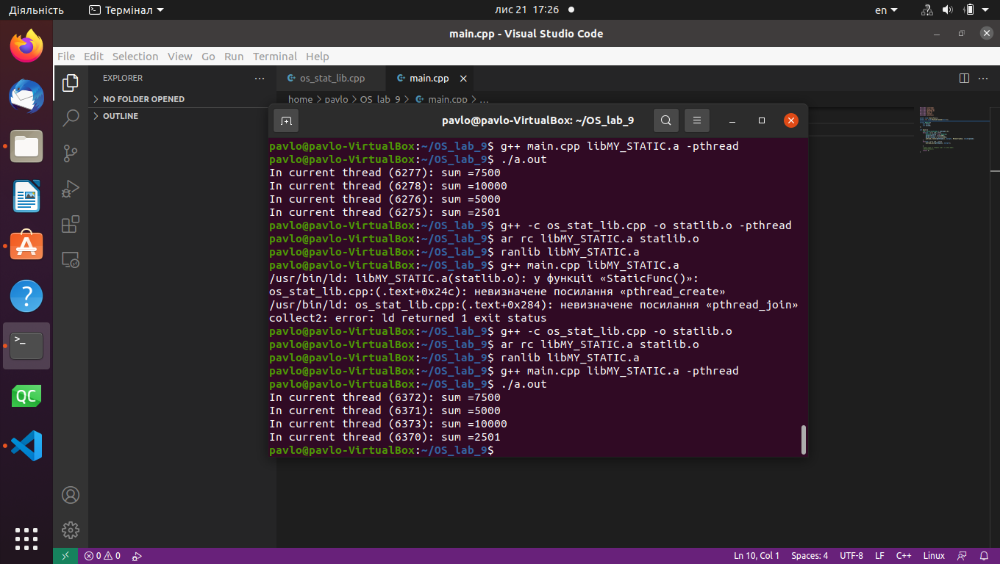 Діяльність
Термінал
лис 21 17:26
en
main.cpp - Visual Studio Code
File Edit Selection View Go Run Terminal Help
EXPLORER
os_stat_lib.cpp
main.cpp
NO FOLDER OPENED
home > pavlo > OS_lab_9 > main.cpp > ...
OUTLINE
pavlo@pavlo-VirtualBox: ~/OS_lab_9
pavlo@pavlo-VirtualBox:~/OS_lab_9$ g++ main.cpp libMY_STATIC.a -pthread
pavlo@pavlo-VirtualBox:~/OS_lab_9$ ./a.out
In current thread (6277): sum =7500
In current thread (6278): sum =10000
In current thread (6276): sum =5000
In current thread (6275): sum =2501
pavlo@pavlo-VirtualBox:~/OS_lab_9$ g++ -c os_stat_lib.cpp -o statlib.o -pthread
pavlo@pavlo-VirtualBox:~/OS_lab_9$ ar rc libMY_STATIC.a statlib.o
pavlo@pavlo-VirtualBox:~/OS_lab_9$ ranlib libMY_STATIC.a
pavlo@pavlo-VirtualBox:~/OS_lab_9$ g++ main.cpp libMY_STATIC.a
/usr/bin/ld: libMY_STATIC.a(statlib.o): у функції «StaticFunc()»:
os_stat_lib.cpp:(.text+0x24c): невизначене посилання «pthread_create»
/usr/bin/ld: os_stat_lib.cpp:(.text+0x284): невизначене посилання «pthread_join»
collect2: error: ld returned 1 exit status
pavlo@pavlo-VirtualBox:~/OS_lab_9$ g++ -c os_stat_lib.cpp -o statlib.o
pavlo@pavlo-VirtualBox:~/OS_lab_9$ ar rc libMY_STATIC.a statlib.o
pavlo@pavlo-VirtualBox:~/OS_lab_9$ ranlib libMY_STATIC.a
pavlo@pavlo-VirtualBox:~/OS_lab_9$ g++ main.cpp libMY_STATIC.a -pthread
pavlo@pavlo-VirtualBox:~/OS_lab_9$ ./a.out
In current thread (6372): sum =7500
In current thread (6371): sum =5000
In current thread (6373): sum =10000
In current thread (6370): sum =2501
pavlo@pavlo-VirtualBox:~/OS_lab_9$
QC
0 0
Ln 10, Col 1 Spaces: 4 UTF-8 LF C++ Linux